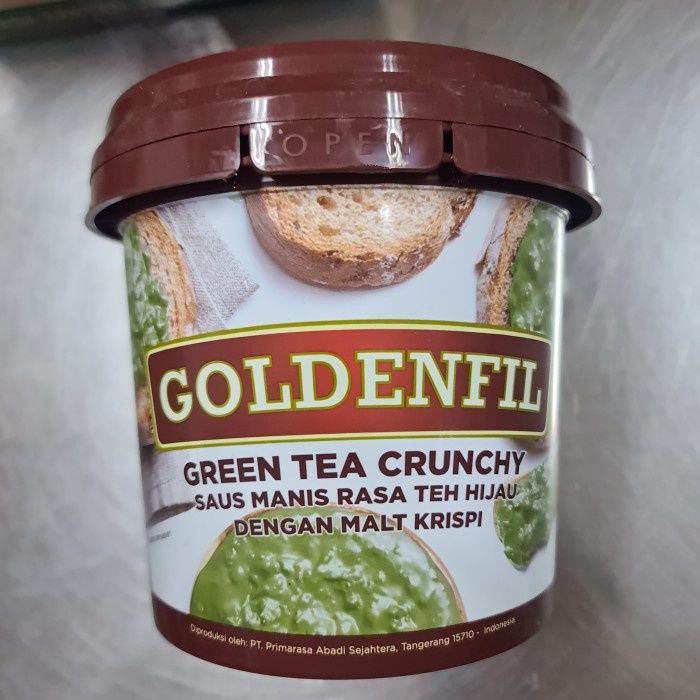 OPEN
GOLDENFIL
GREEN TEA CRUNCHY
SAUS MANIS RASA TEH HIJAU
DENGAN MALT KRISPI
Diproduksi oleh: PT. Primarasa Abadi Sejahtera, Tangerang 15710 - Indonesia